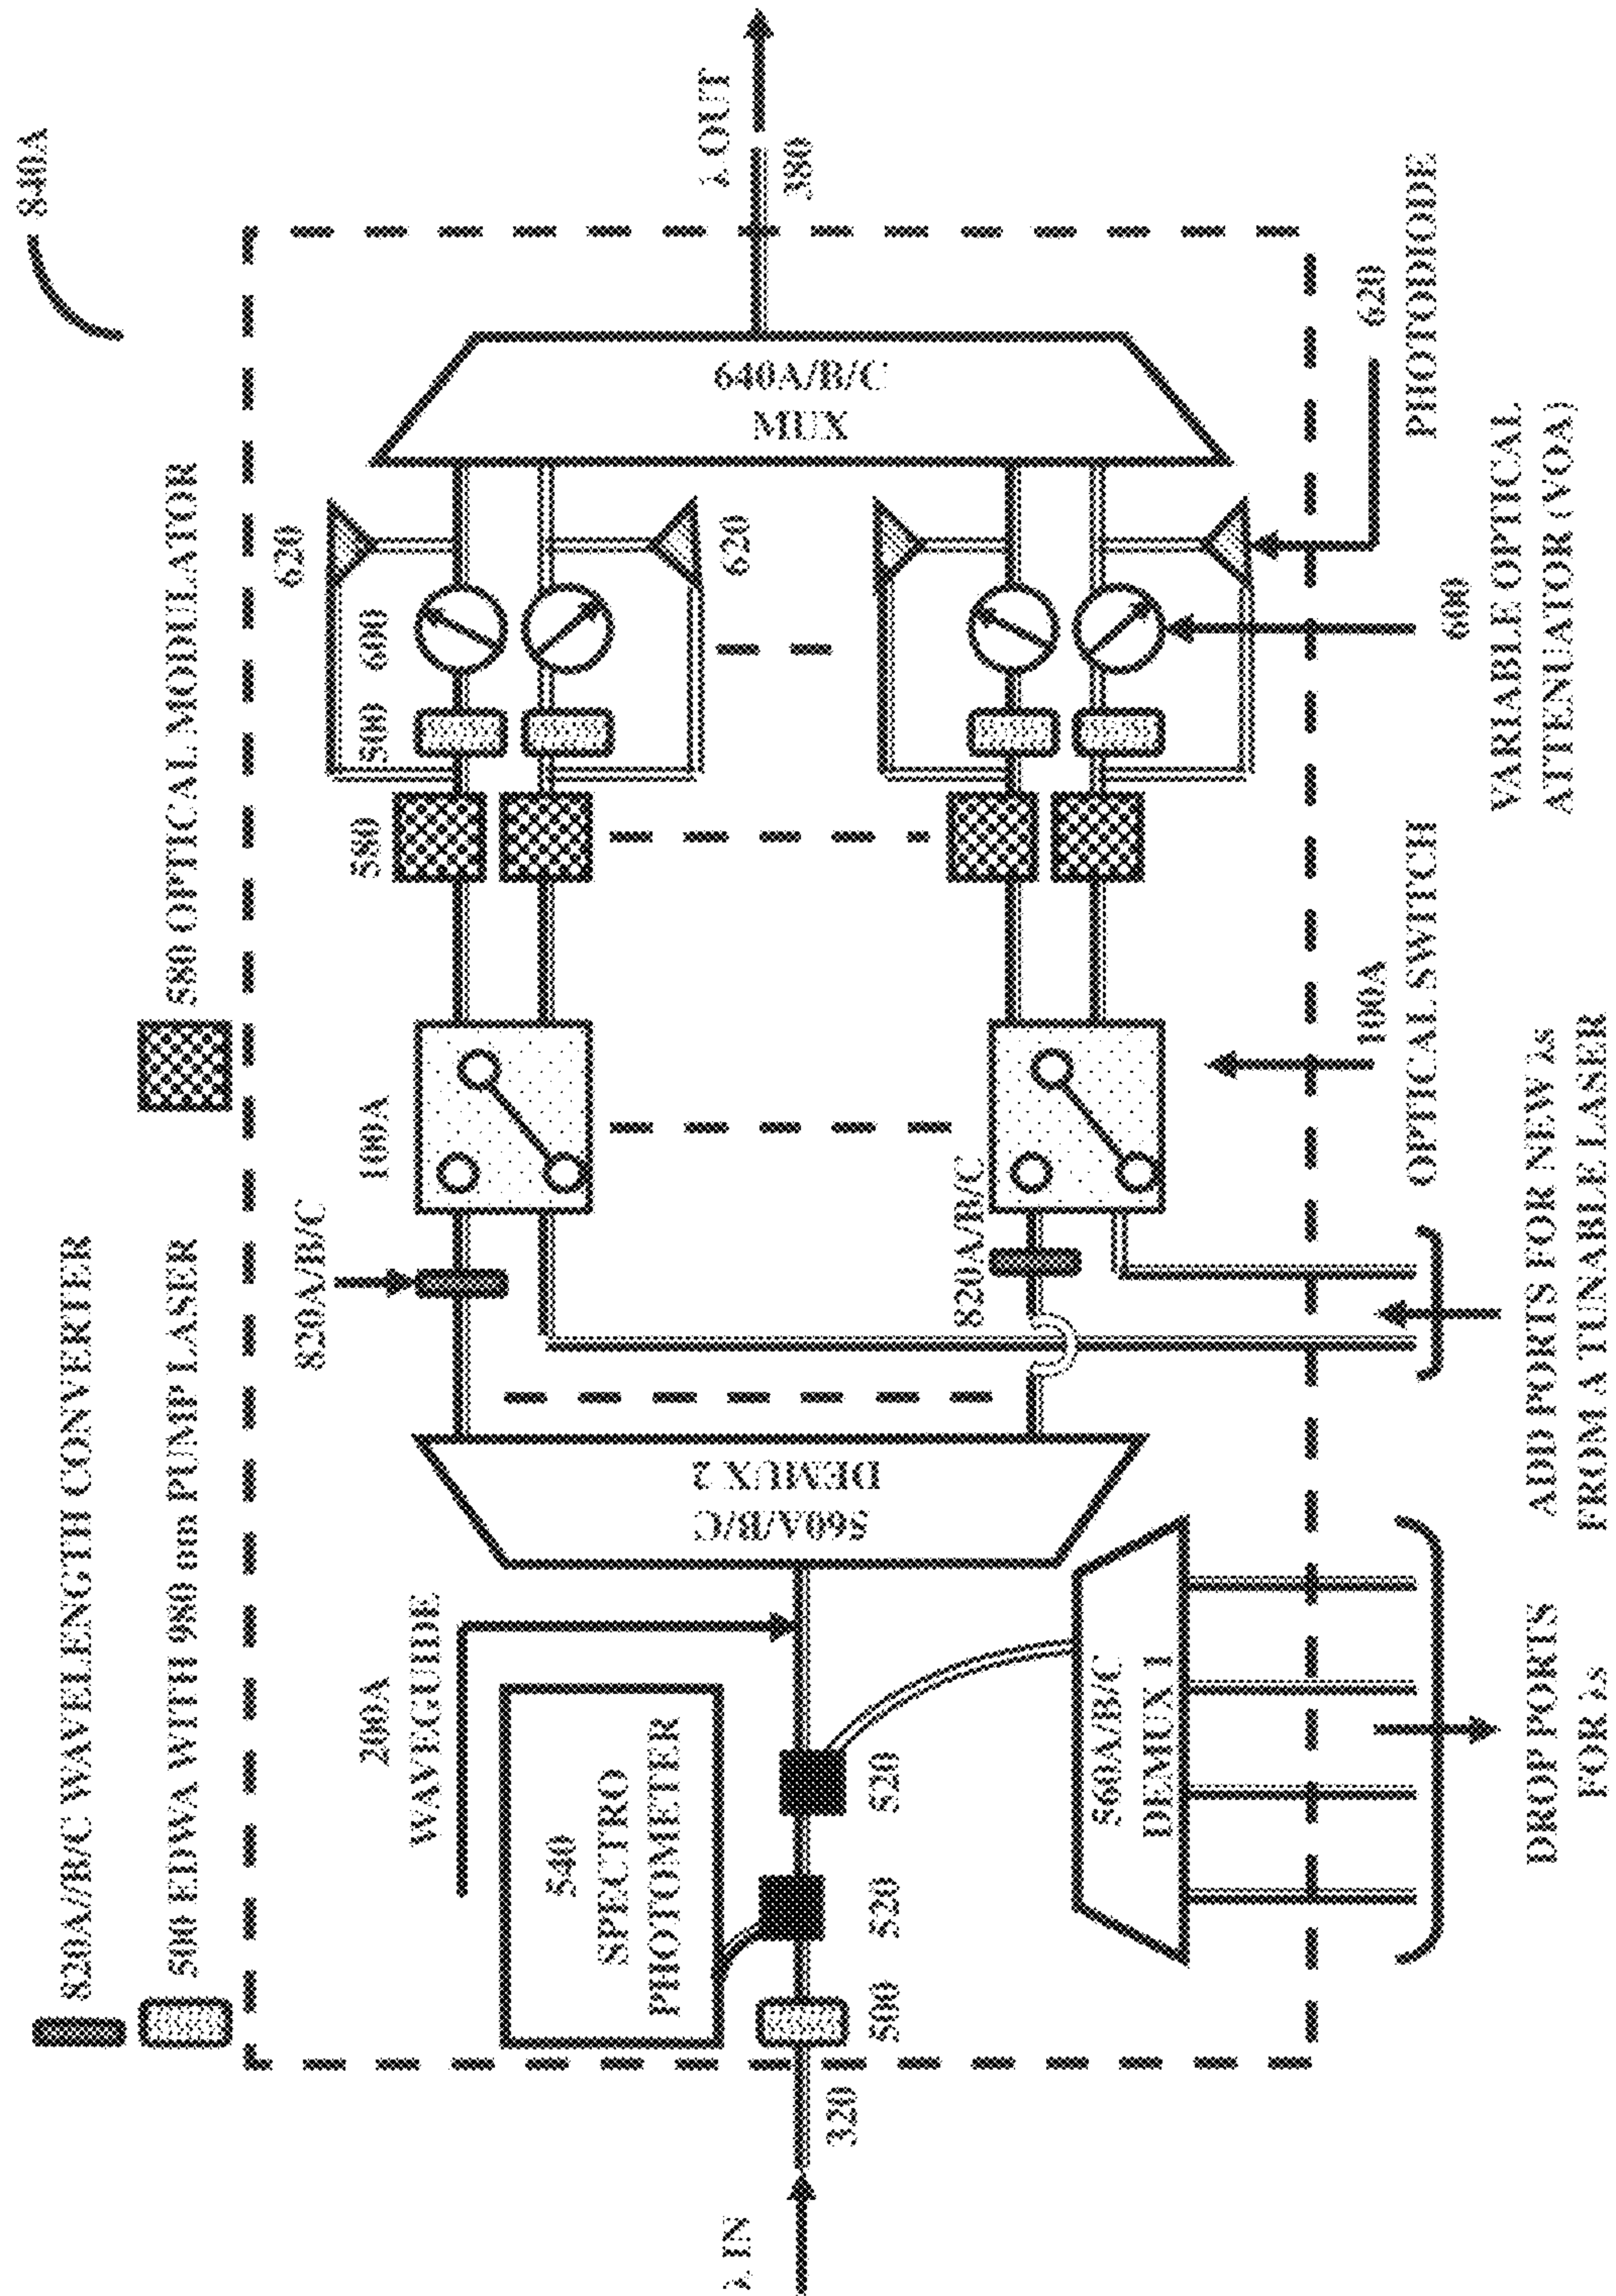 840A
820A/B/C WAVELENGTH CONVERTER
500 EDWA WITH 980 nm PUMP LASER
580 OPTICAL MODULATOR
λ IN
320
500
520
520
540
SPECTRO
PHOTOMETER
200A
WAVEGUIDE
560A/B/C
DEMUX 2
560A/B/C
DEMUX 1
DROP PORTS
FOR λs
820A/B/C
820A/B/C
ADD PORTS FOR NEW λs
FROM A TUNABLE LASER
100A
100A
OPTICAL SWITCH
580
500
600
620
620
600
VARIABLE OPTICAL
ATTENUATOR (VOA)
620
PHOTODIODE
640A/B/C
MUX
λ OUT
380